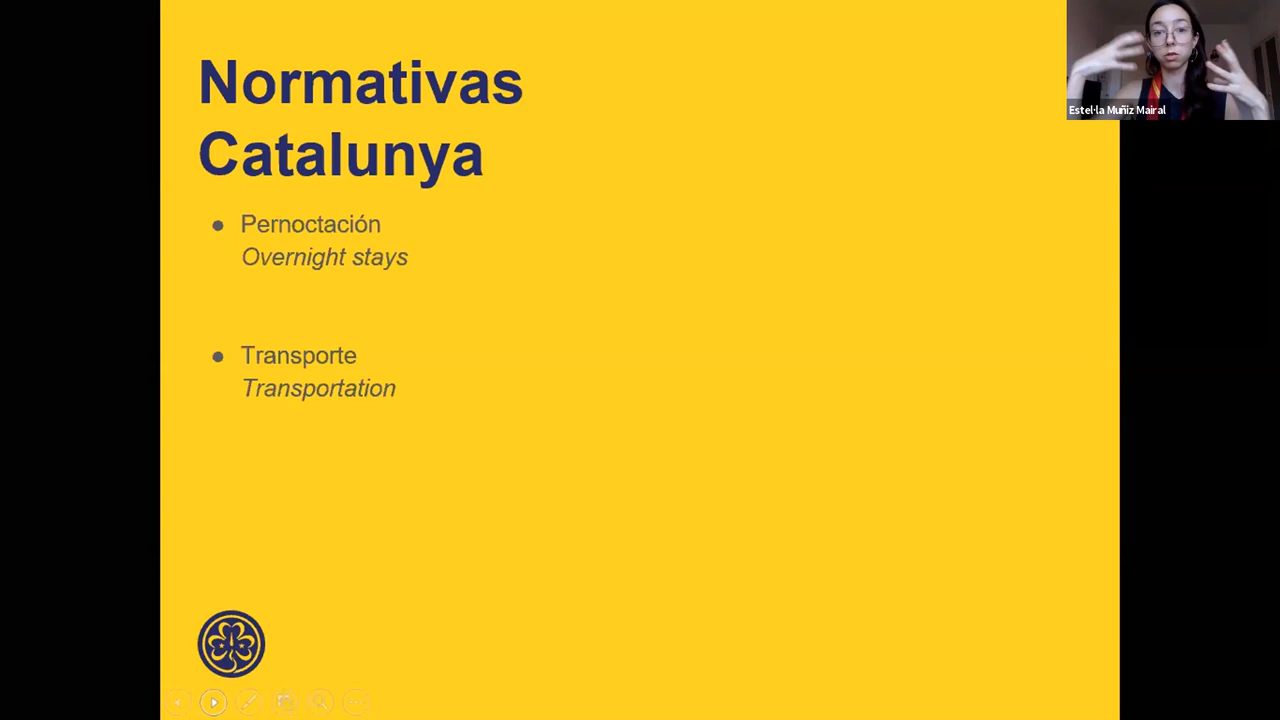 Normativas
Catalunya
Pernoctación
Overnight stays
Transporte
Transportation
Estel·la Muñiz Mairal